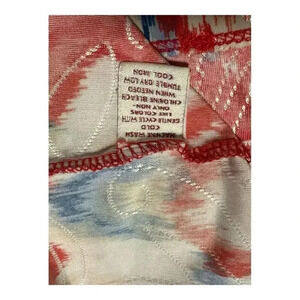 MACHINE WASH
COLD
GENTLE CYCLE WITH
LIKE COLORS
ONLY NON-
CHLORINE BLEACH
WHEN NEEDED
TUMBLE DRY LOW
COOL IRON